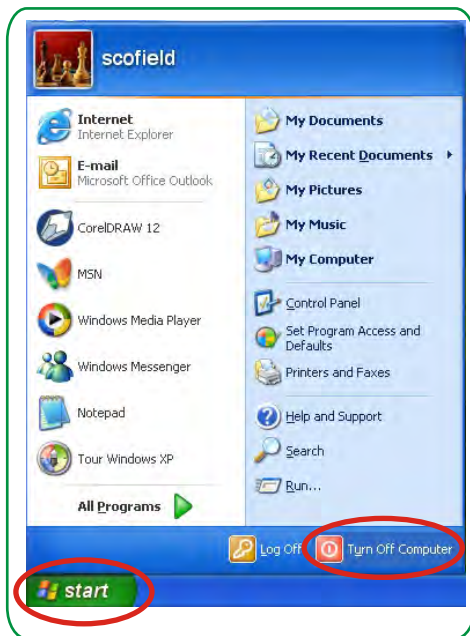 scofield
Internet
Internet Explorer
E-mail
Microsoft Office Outlook
CorelDRAW 12
MSN
Windows Media Player
Windows Messenger
Notepad
Tour Windows XP
All Programs
My Documents
My Recent Documents
My Pictures
My Music
My Computer
Control Panel
Set Program Access and
Defaults
Printers and Faxes
Help and Support
Search
Run...
Log Off
Turn Off Computer
start